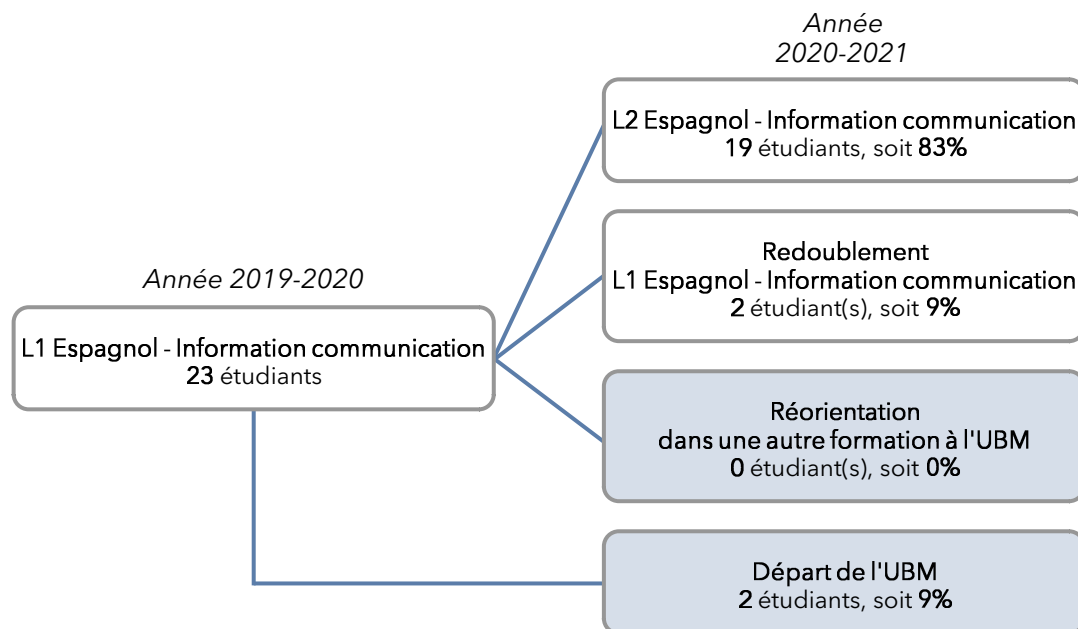 Année
2020-2021
L2 Espagnol - Information communication
19 étudiants, soit 83%
Redoublement
L1 Espagnol - Information communication
2 étudiant(s), soit 9%
Année 2019-2020
L1 Espagnol - Information communication
23 étudiants
Réorientation
dans une autre formation à l'UBM
0 étudiant(s), soit 0%
Départ de l'UBM
2 étudiants, soit 9%